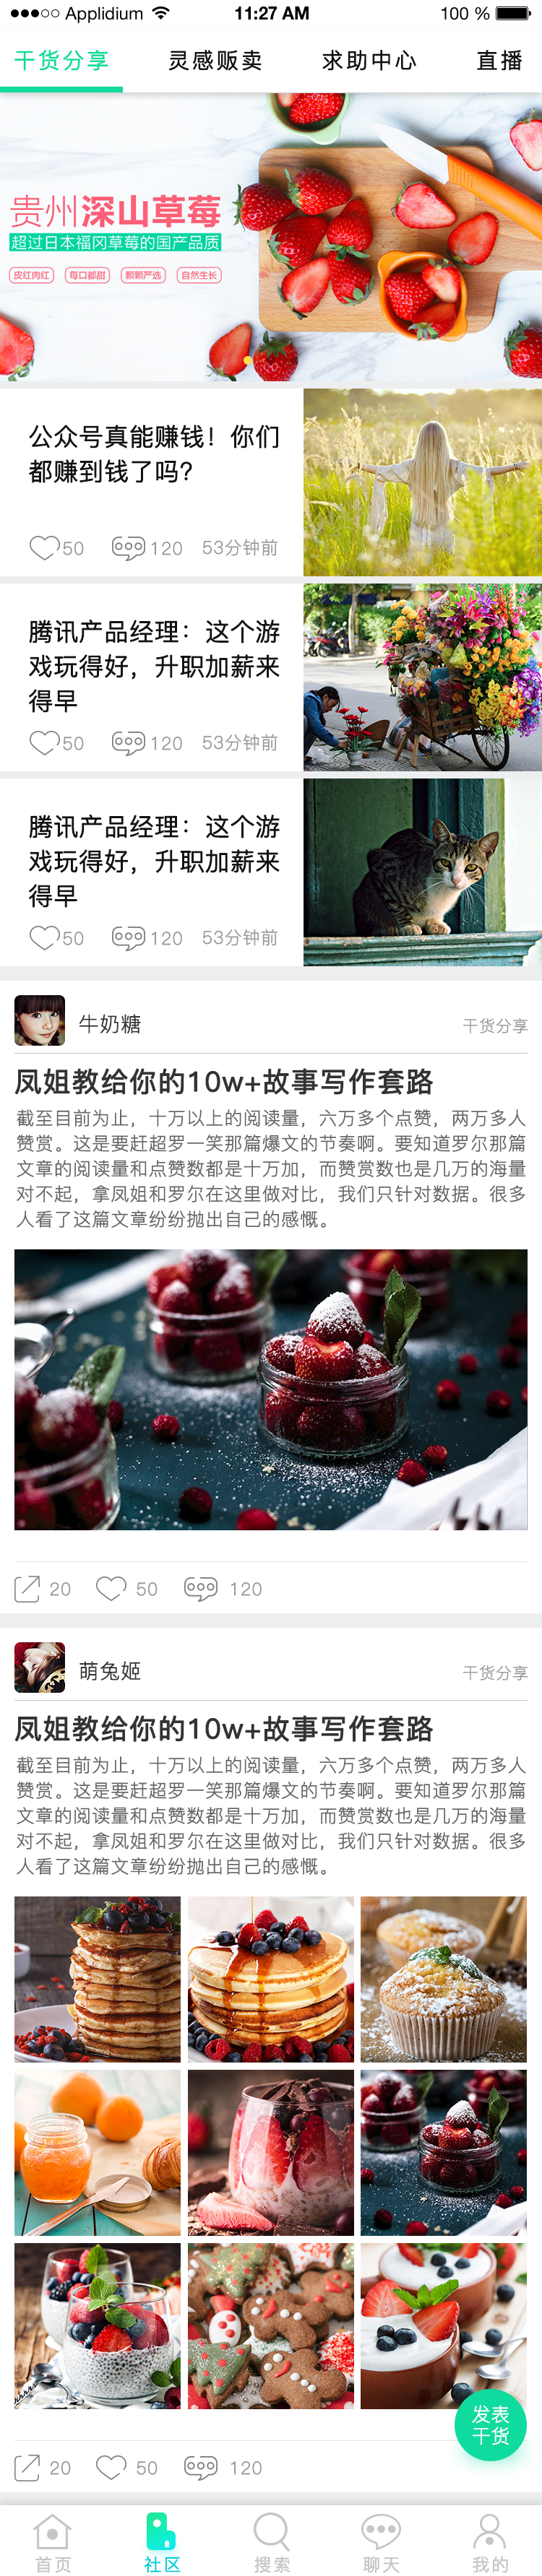 Applidium 11:27 AM 100 %
干货分享 灵感贩卖 求助中心 直播
贵州深山草莓
超过日本福冈草莓的国产品质
皮红肉红 每口都甜 颗颗严选 自然生长
公众号真能赚钱！你们
都赚到钱了吗？
50 120 53分钟前
腾讯产品经理：这个游
戏玩得好，升职加薪来
得早
50 120 53分钟前
腾讯产品经理：这个游
戏玩得好，升职加薪来
得早
50 120 53分钟前
牛奶糖 干货分享
凤姐教给你的10w+故事写作套路
截至目前为止，十万以上的阅读量，六万多个点赞，两万多人
赞赏。这是要赶超罗一笑那篇爆文的节奏啊。要知道罗尔那篇
文章的阅读量和点赞数都是十万加，而赞赏数也是几万的海量
对不起，拿凤姐和罗尔在这里做对比，我们只针对数据。很多
人看了这篇文章纷纷抛出自己的感慨。
20 50 120
萌兔姬 干货分享
凤姐教给你的10w+故事写作套路
截至目前为止，十万以上的阅读量，六万多个点赞，两万多人
赞赏。这是要赶超罗一笑那篇爆文的节奏啊。要知道罗尔那篇
文章的阅读量和点赞数都是十万加，而赞赏数也是几万的海量
对不起，拿凤姐和罗尔在这里做对比，我们只针对数据。很多
人看了这篇文章纷纷抛出自己的感慨。
发表
干货
20 50 120
首页 社区 搜索 聊天 我的